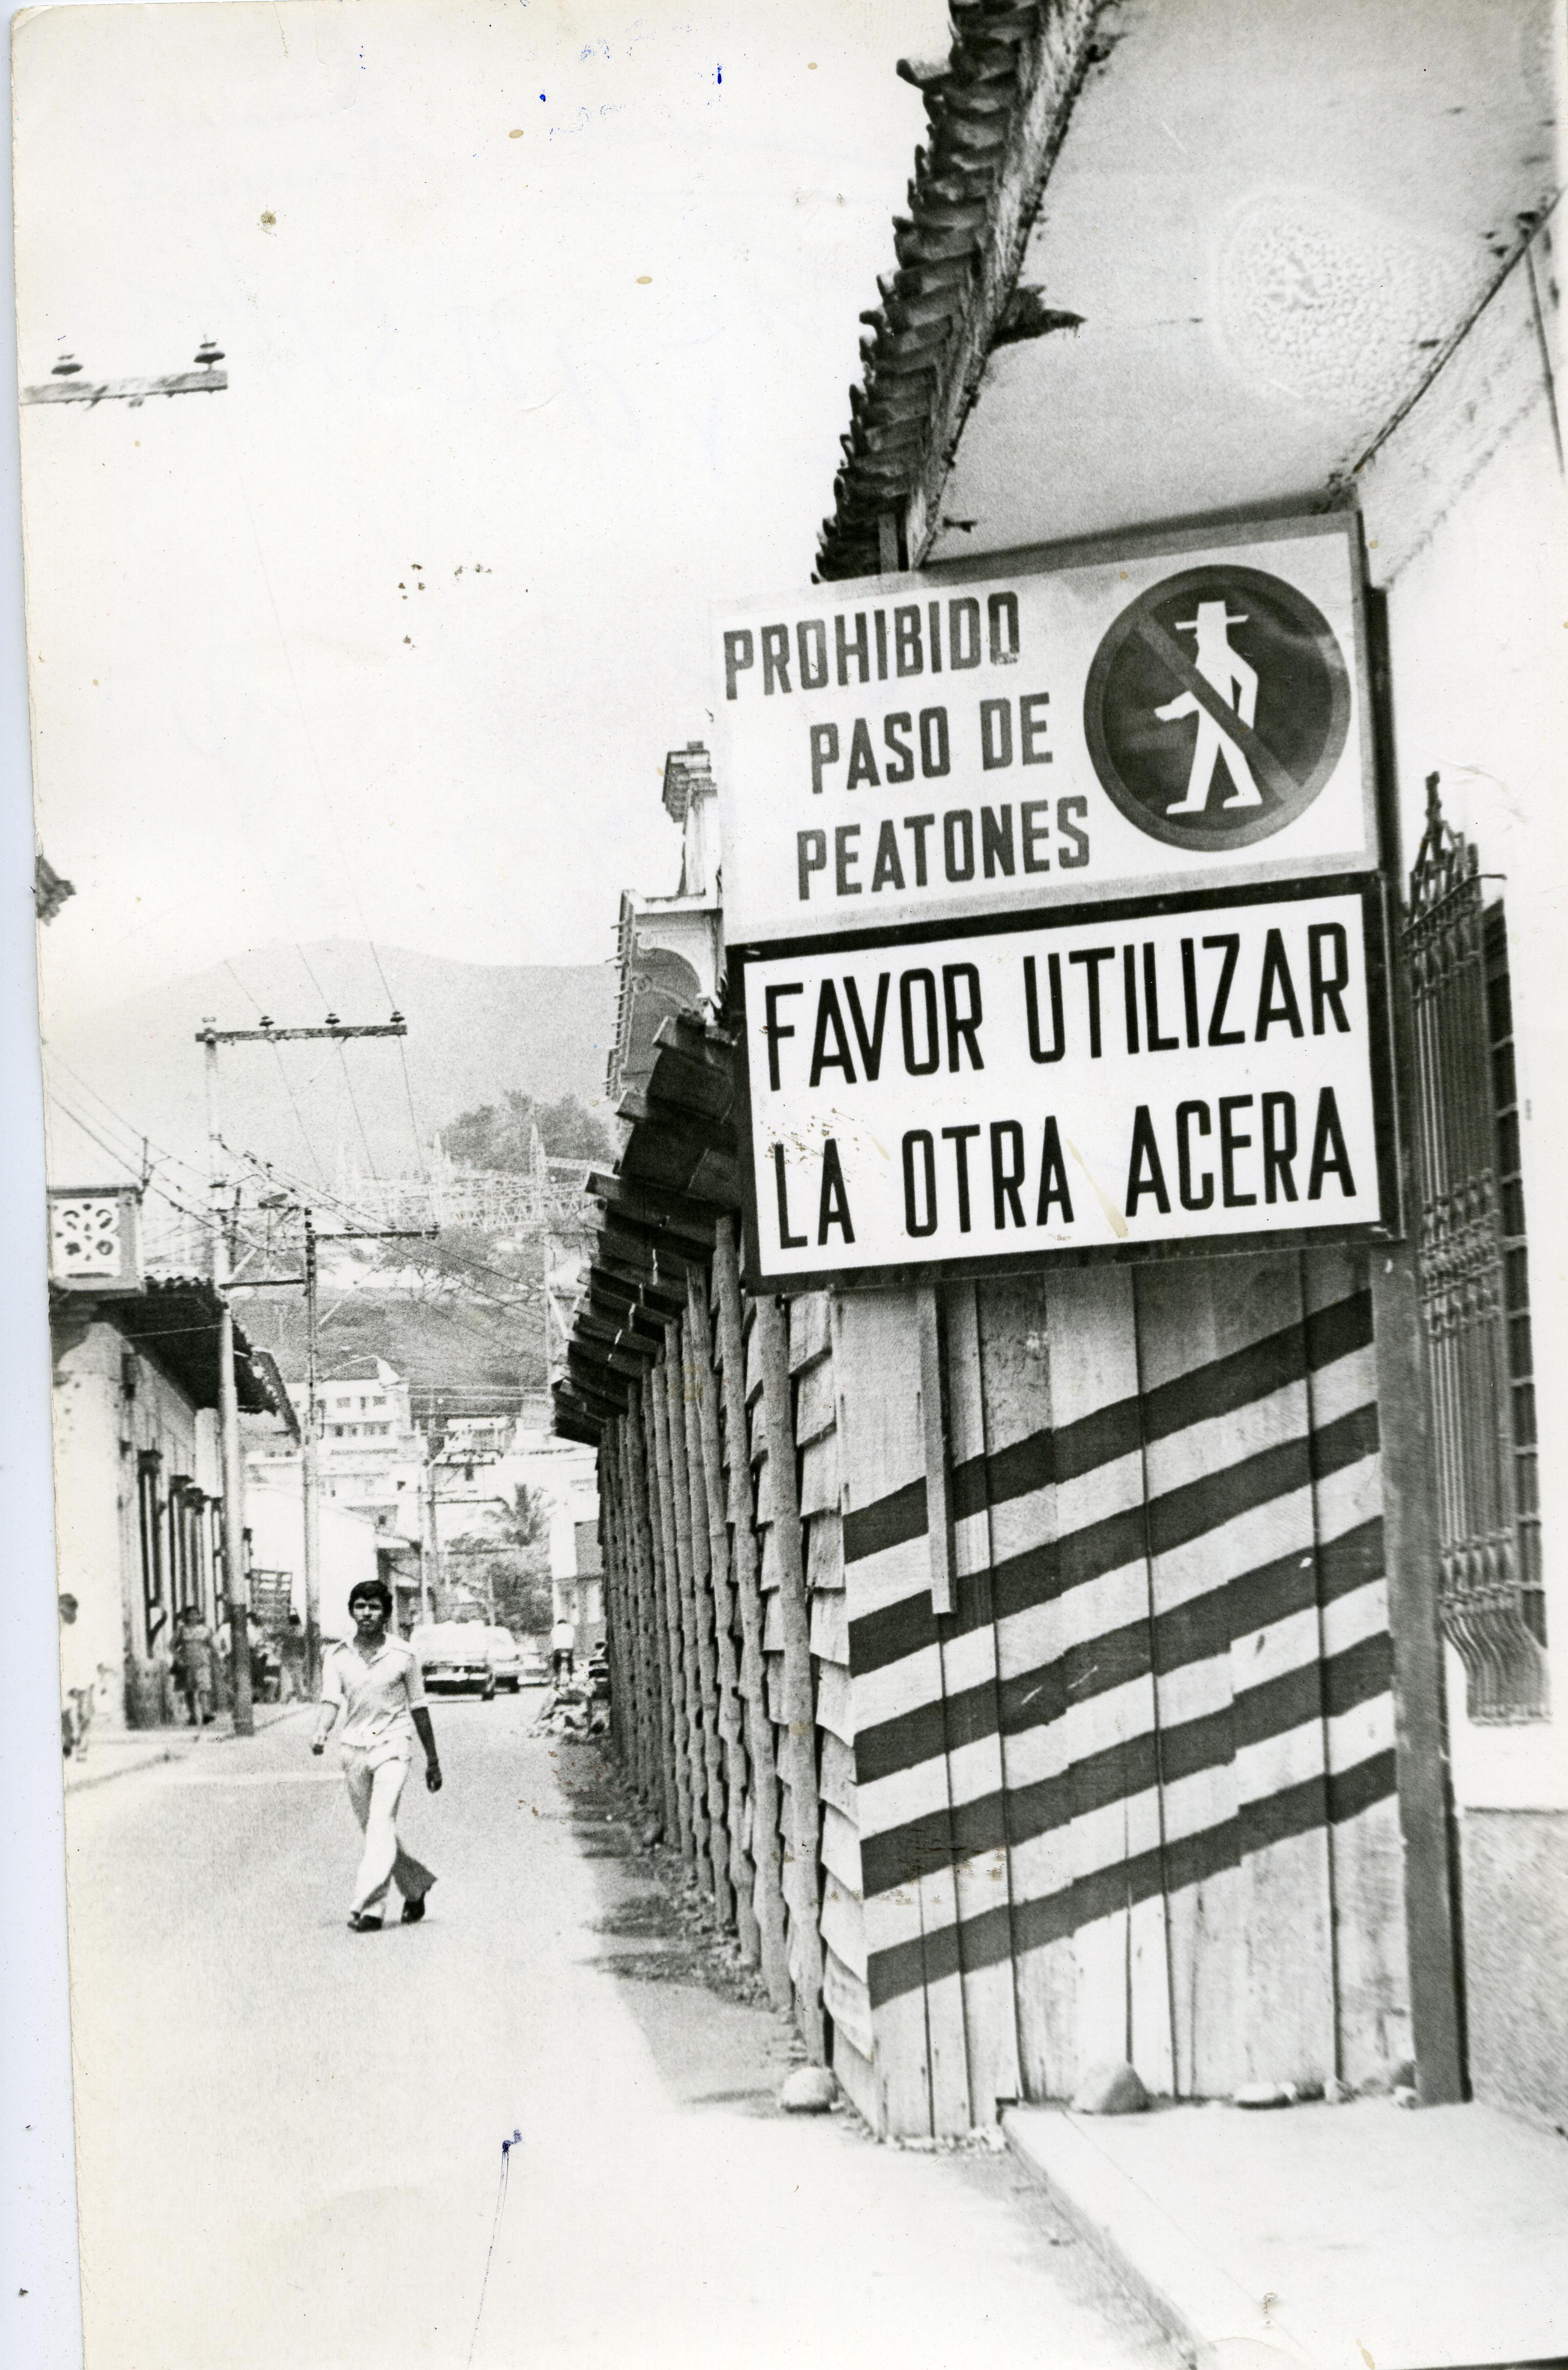 PROHIBIDO
PASO DE
PEATONES
FAVOR UTILIZAR
LA OTRA ACERA